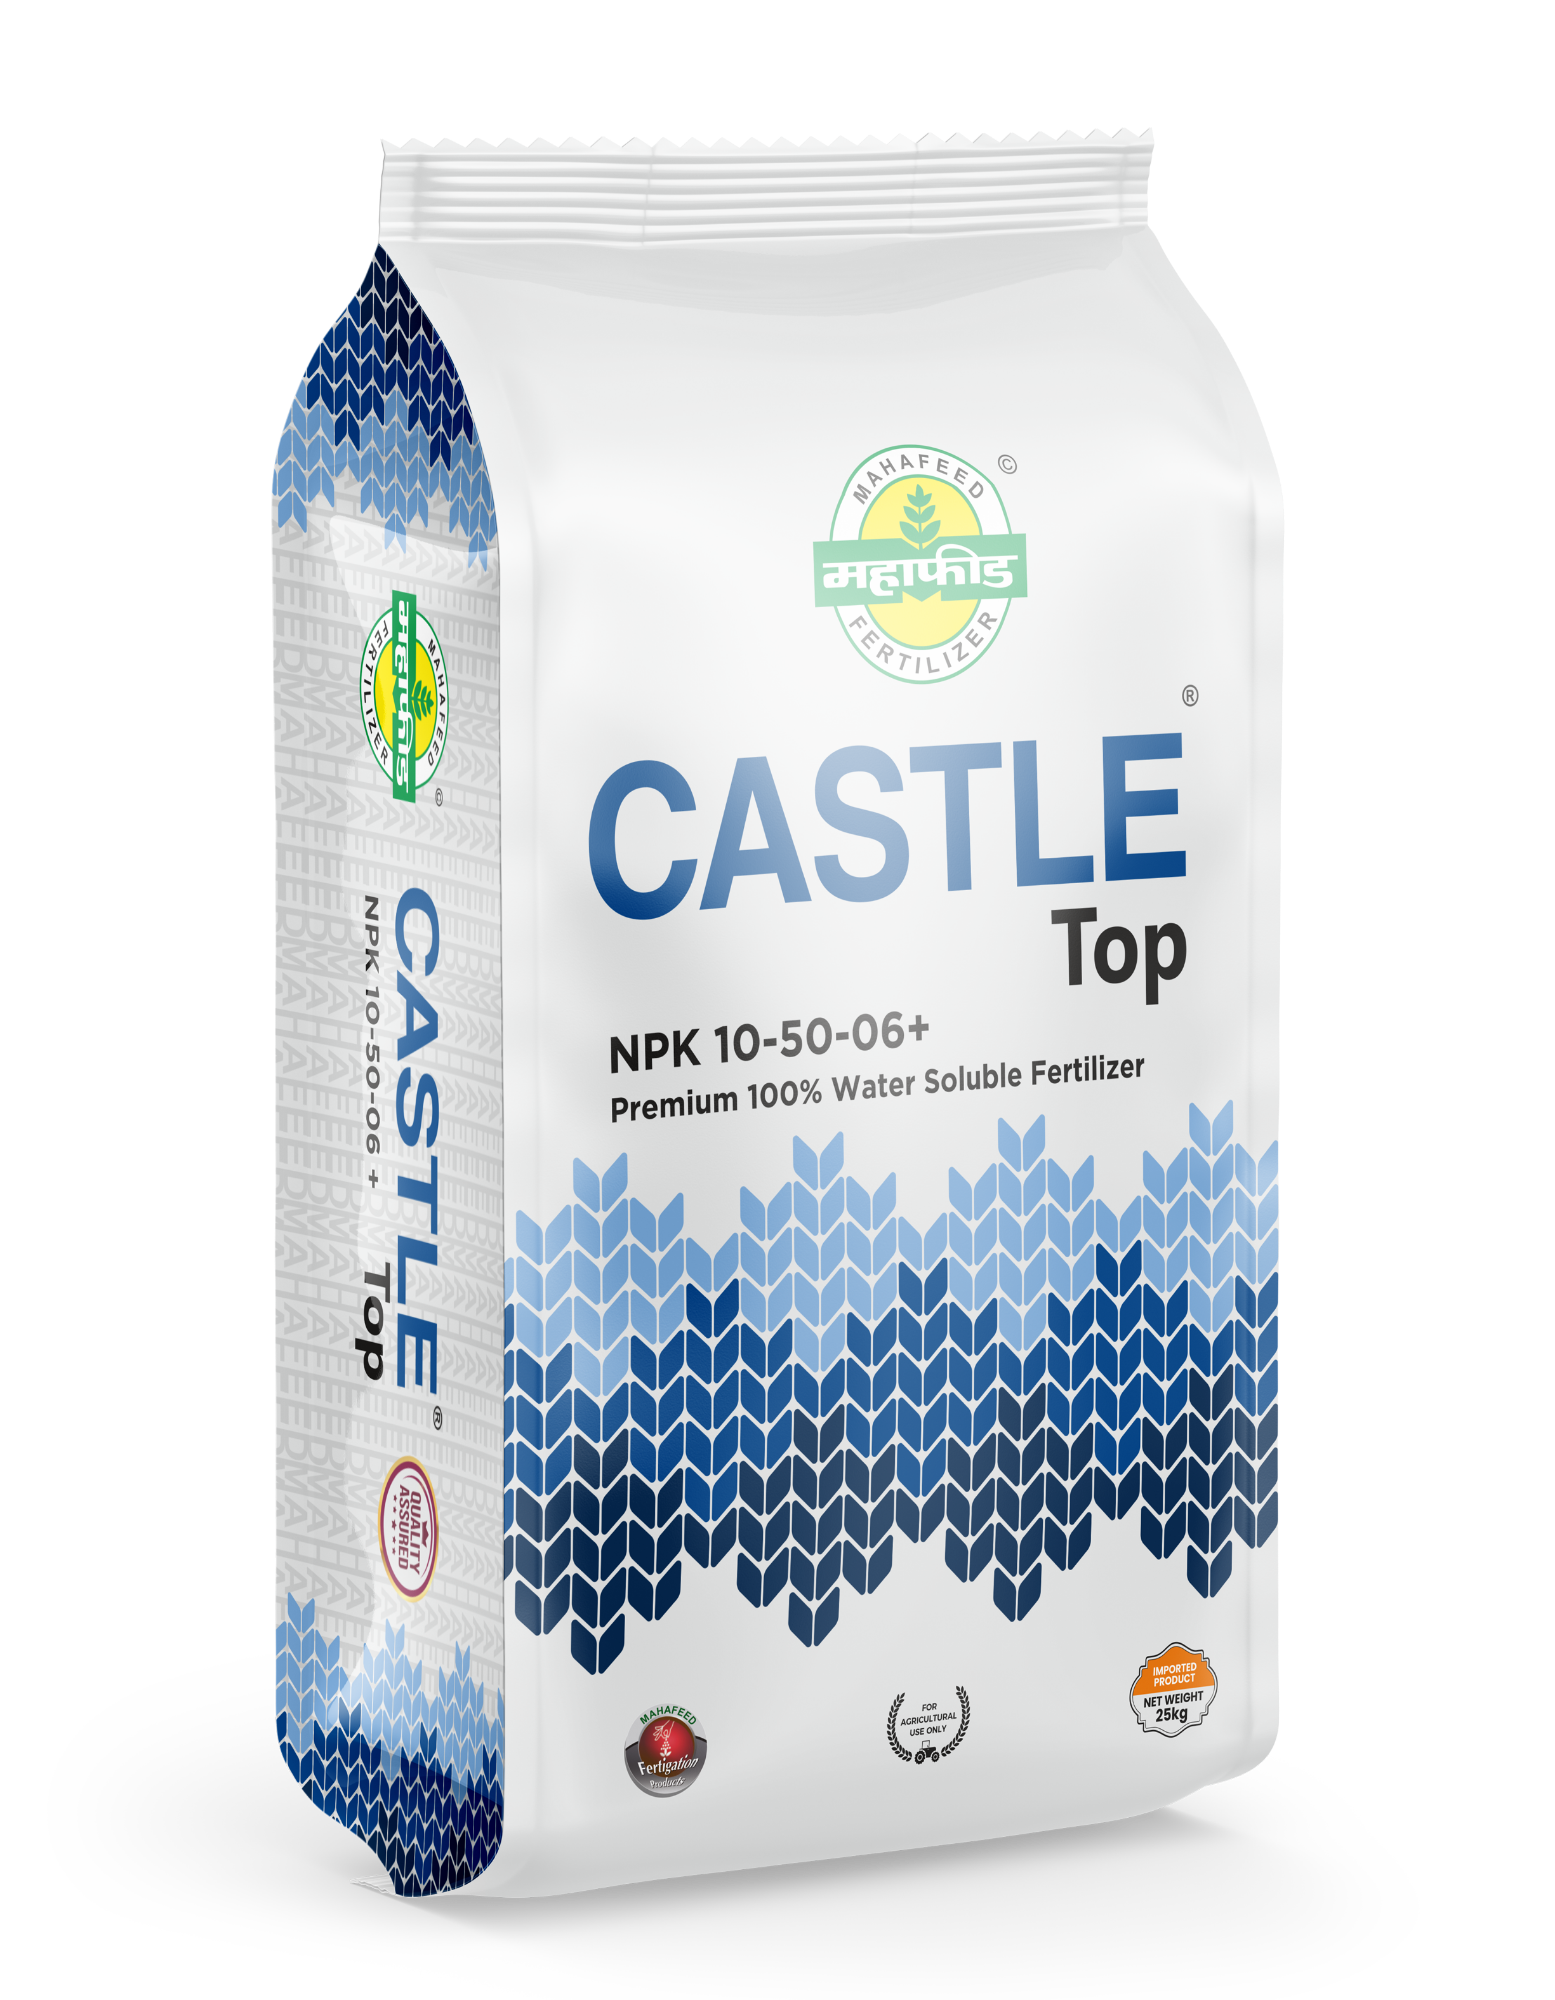 MAHAFEED
©
महाफीड
FERTILIZER
®
CASTLE
Top
NPK 10-50-06+
Premium 100% Water Soluble Fertilizer
MAHAFEED
Fertigation
Products
FOR
AGRICULTURAL
USE ONLY
IMPORTED
PRODUCT
NET WEIGHT
25kg
MAHAFEED
महाफीड
FERTILIZER
©
CASTLE®
NPK 10-50-06 +
Top
QUALITY
ASSURED